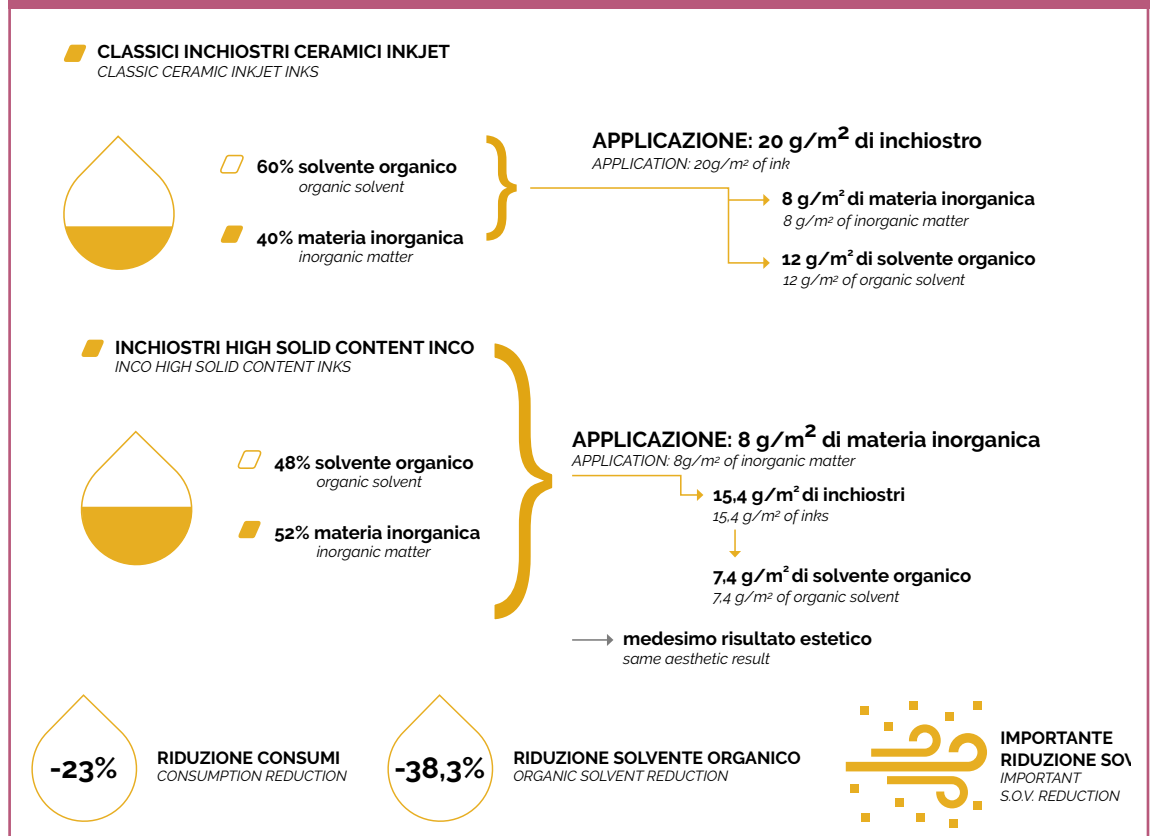 CLASSICI INCHIOSTRI CERAMICI INKJET
CLASSIC CERAMIC INKJET INKS
60% solvente organico
organic solvent
40% materia inorganica
inorganic matter
APPLICAZIONE: 20 g/m² di inchiostro
APPLICATION: 20g/m² of ink
8 g/m² di materia inorganica
8 g/m² of inorganic matter
12 g/m² di solvente organico
12 g/m² of organic solvent
INCHIOSTRI HIGH SOLID CONTENT INCO
INCO HIGH SOLID CONTENT INKS
48% solvente organico
organic solvent
52% materia inorganica
inorganic matter
APPLICAZIONE: 8 g/m² di materia inorganica
APPLICATION: 8g/m² of inorganic matter
15,4 g/m² di inchiostri
15,4 g/m² of inks
7,4 g/m² di solvente organico
7,4 g/m² of organic solvent
medesimo risultato estetico
same aesthetic result
-23%
RIDUZIONE CONSUMI
CONSUMPTION REDUCTION
-38,3%
RIDUZIONE SOLVENTE ORGANICO
ORGANIC SOLVENT REDUCTION
IMPORTANTE
RIDUZIONE
IMPORTANT
S.O.V. REDUCTION